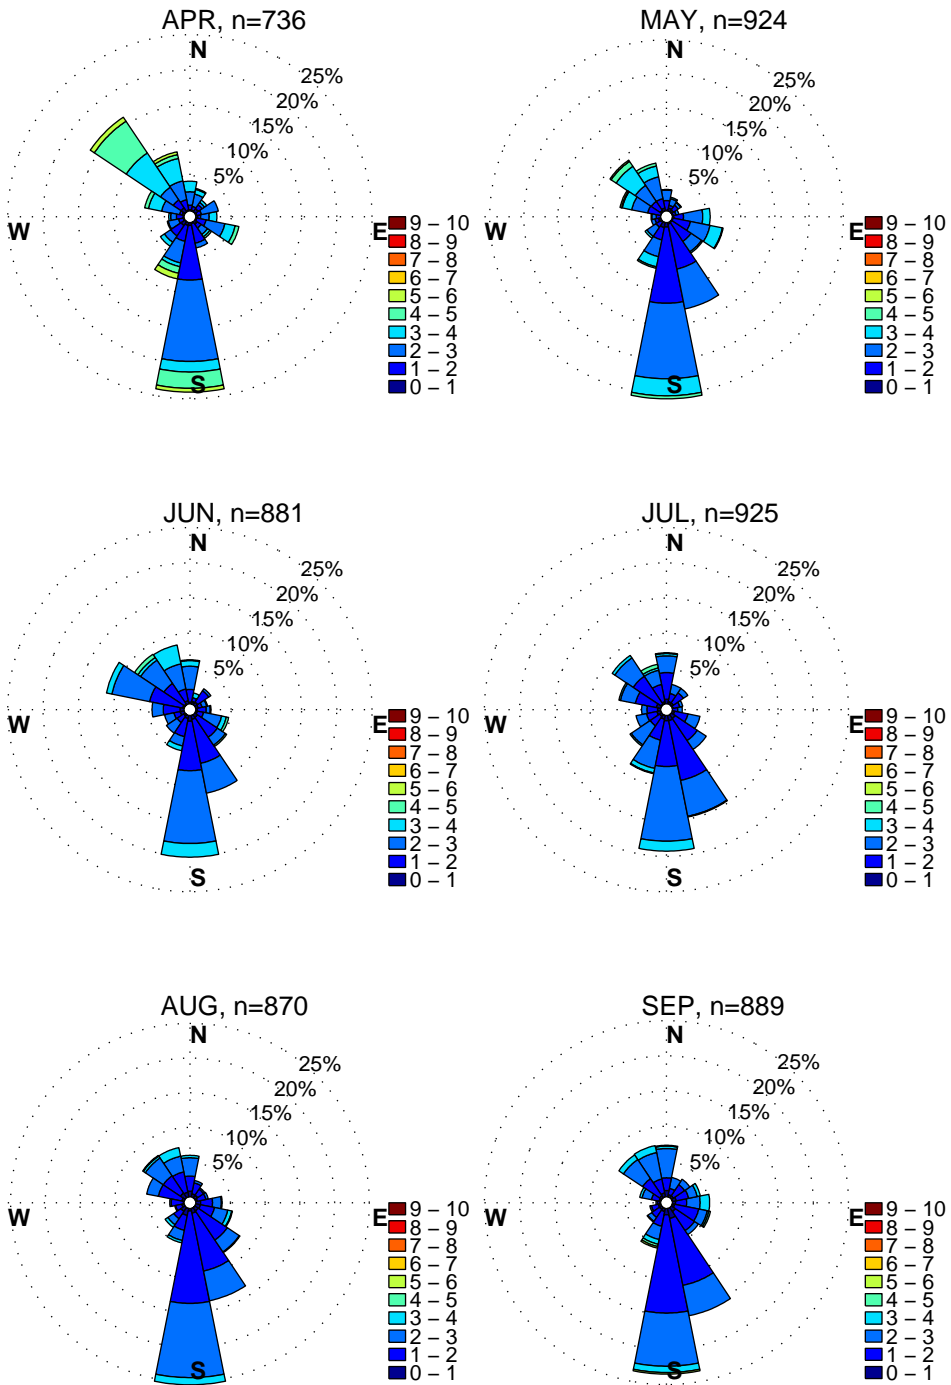 APR, n=736
N
25%
20%
15%
10%
5%
W
E
S
9 – 10
8 – 9
7 – 8
6 – 7
5 – 6
4 – 5
3 – 4
2 – 3
1 – 2
0 – 1
MAY, n=924
N
25%
20%
15%
10%
5%
W
E
S
9 – 10
8 – 9
7 – 8
6 – 7
5 – 6
4 – 5
3 – 4
2 – 3
1 – 2
0 – 1
JUN, n=881
N
25%
20%
15%
10%
5%
W
E
S
9 – 10
8 – 9
7 – 8
6 – 7
5 – 6
4 – 5
3 – 4
2 – 3
1 – 2
0 – 1
JUL, n=925
N
25%
20%
15%
10%
5%
W
E
S
9 – 10
8 – 9
7 – 8
6 – 7
5 – 6
4 – 5
3 – 4
2 – 3
1 – 2
0 – 1
AUG, n=870
N
25%
20%
15%
10%
5%
W
E
S
9 – 10
8 – 9
7 – 8
6 – 7
5 – 6
4 – 5
3 – 4
2 – 3
1 – 2
0 – 1
SEP, n=889
N
25%
20%
15%
10%
5%
W
E
S
9 – 10
8 – 9
7 – 8
6 – 7
5 – 6
4 – 5
3 – 4
2 – 3
1 – 2
0 – 1